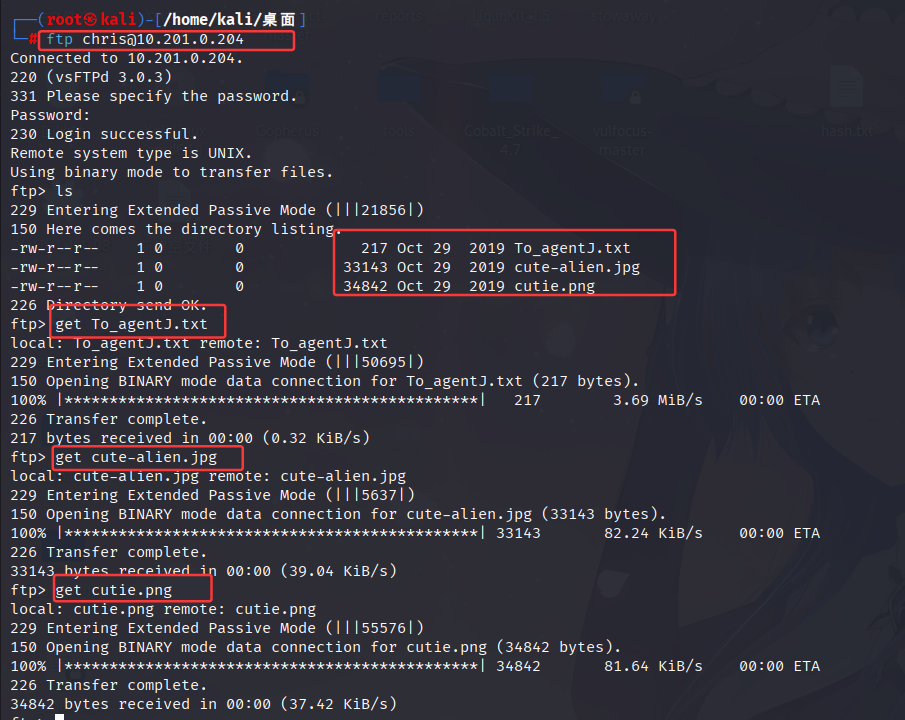 ┌──(root㉿kali)-[/home/kali/桌面]
└─# ftp chris@10.201.0.204
Connected to 10.201.0.204.
220 (vsFTPd 3.0.3)
331 Please specify the password.
Password:
230 Login successful.
Remote system type is UNIX.
Using binary mode to transfer files.
ftp> ls
229 Entering Extended Passive Mode (|||21856|)
150 Here comes the directory listing.
-rw-r--r--    1 0        0             217 Oct 29  2019 To_agentJ.txt
-rw-r--r--    1 0        0           33143 Oct 29  2019 cute-alien.jpg
-rw-r--r--    1 0        0           34842 Oct 29  2019 cutie.png
226 Directory send OK.
ftp> get To_agentJ.txt
local: To_agentJ.txt remote: To_agentJ.txt
229 Entering Extended Passive Mode (|||50695|)
150 Opening BINARY mode data connection for To_agentJ.txt (217 bytes).
100% |**********************************************|   217        3.69 MiB/s    00:00 ETA
226 Transfer complete.
217 bytes received in 00:00 (0.32 KiB/s)
ftp> get cute-alien.jpg
local: cute-alien.jpg remote: cute-alien.jpg
229 Entering Extended Passive Mode (|||5637|)
150 Opening BINARY mode data connection for cute-alien.jpg (33143 bytes).
100% |**********************************************| 33143       82.24 KiB/s    00:00 ETA
226 Transfer complete.
33143 bytes received in 00:00 (39.04 KiB/s)
ftp> get cutie.png
local: cutie.png remote: cutie.png
229 Entering Extended Passive Mode (|||55576|)
150 Opening BINARY mode data connection for cutie.png (34842 bytes).
100% |**********************************************| 34842       81.64 KiB/s    00:00 ETA
226 Transfer complete.
34842 bytes received in 00:00 (37.42 KiB/s)
tools
Cobalt_Strike_
4.7
vulfocus-
master
hash.txt